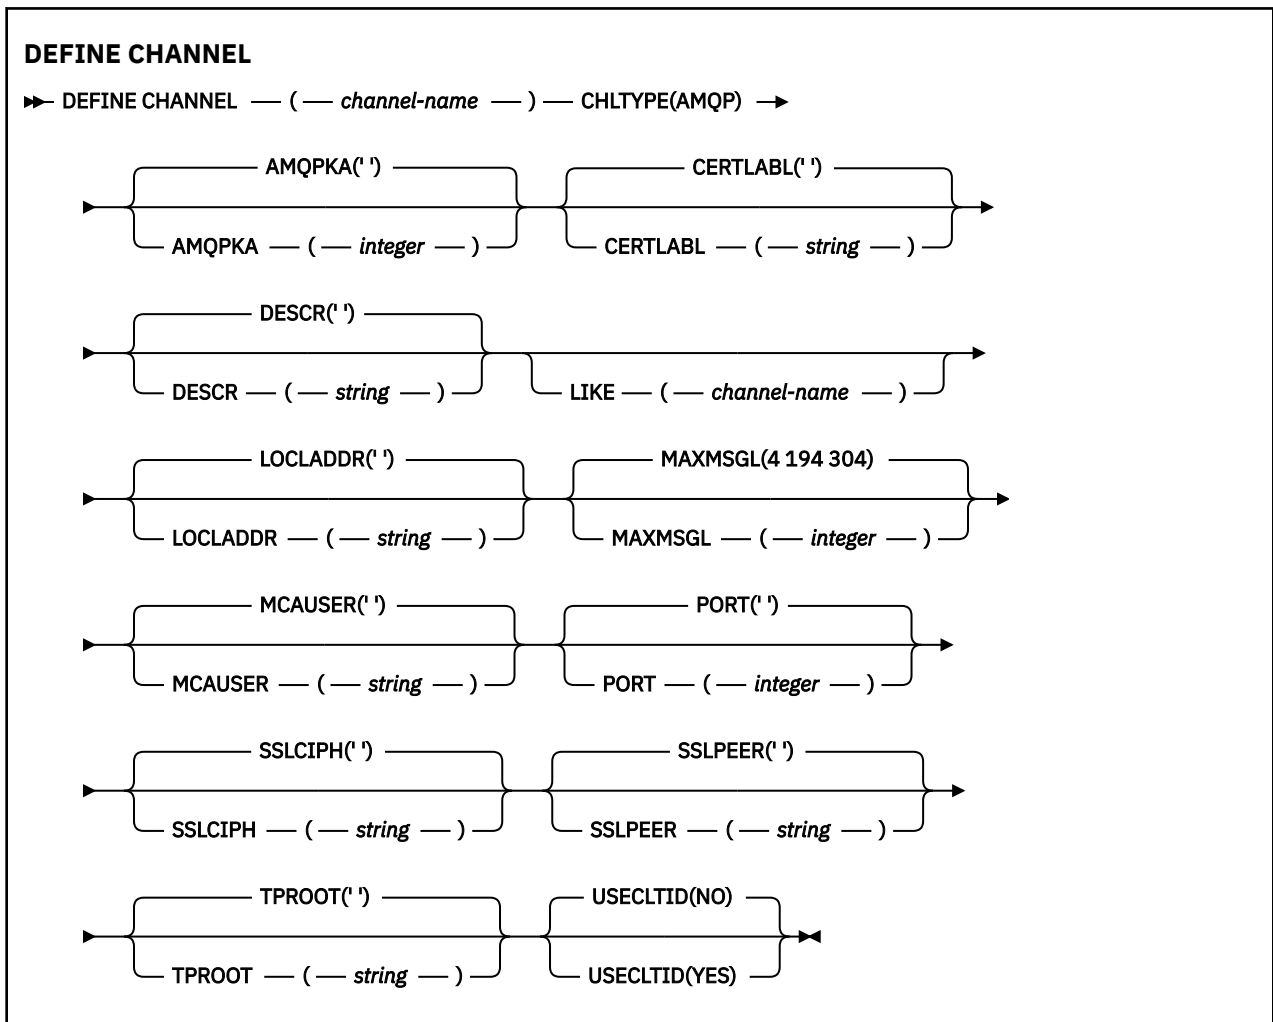 DEFINE CHANNEL
DEFINE CHANNEL ( channel-name ) CHLTYPE(AMQP)
AMQPKA(' ') CERTLABL(' ')
AMQPKA ( integer ) CERTLABL ( string )
DESCR(' ')
DESCR ( string ) LIKE ( channel-name )
LOCLADDR(' ') MAXMSGL(4 194 304)
LOCLADDR ( string ) MAXMSGL ( integer )
MCAUSER(' ') PORT(' ')
MCAUSER ( string ) PORT ( integer )
SSLCIPH(' ') SSLPEER(' ')
SSLCIPH ( string ) SSLPEER ( string )
TPROOT(' ') USECLTID(NO)
TPROOT ( string ) USECLTID(YES)